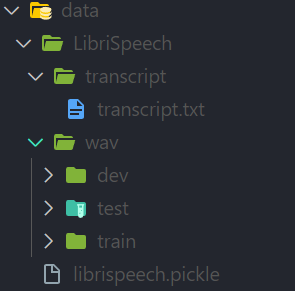 data
LibriSpeech
transcript
transcript.txt
wav
dev
test
train
librispeech.pickle